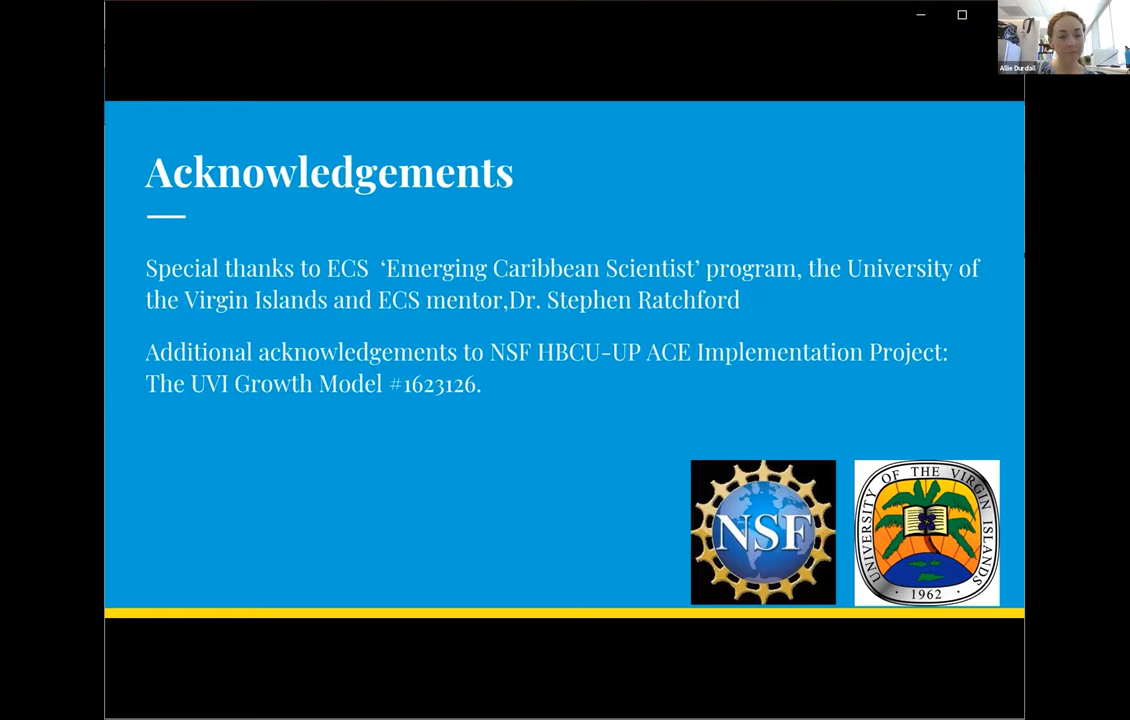 Allie Durdall
Acknowledgements
Special thanks to ECS ‘Emerging Caribbean Scientist’ program, the University of
the Virgin Islands and ECS mentor,Dr. Stephen Ratchford
Additional acknowledgements to NSF HBCU-UP ACE Implementation Project:
The UVI Growth Model #1623126.
NSF
UNIVERSITY OF THE VIRGIN ISLANDS
· 1962 ·